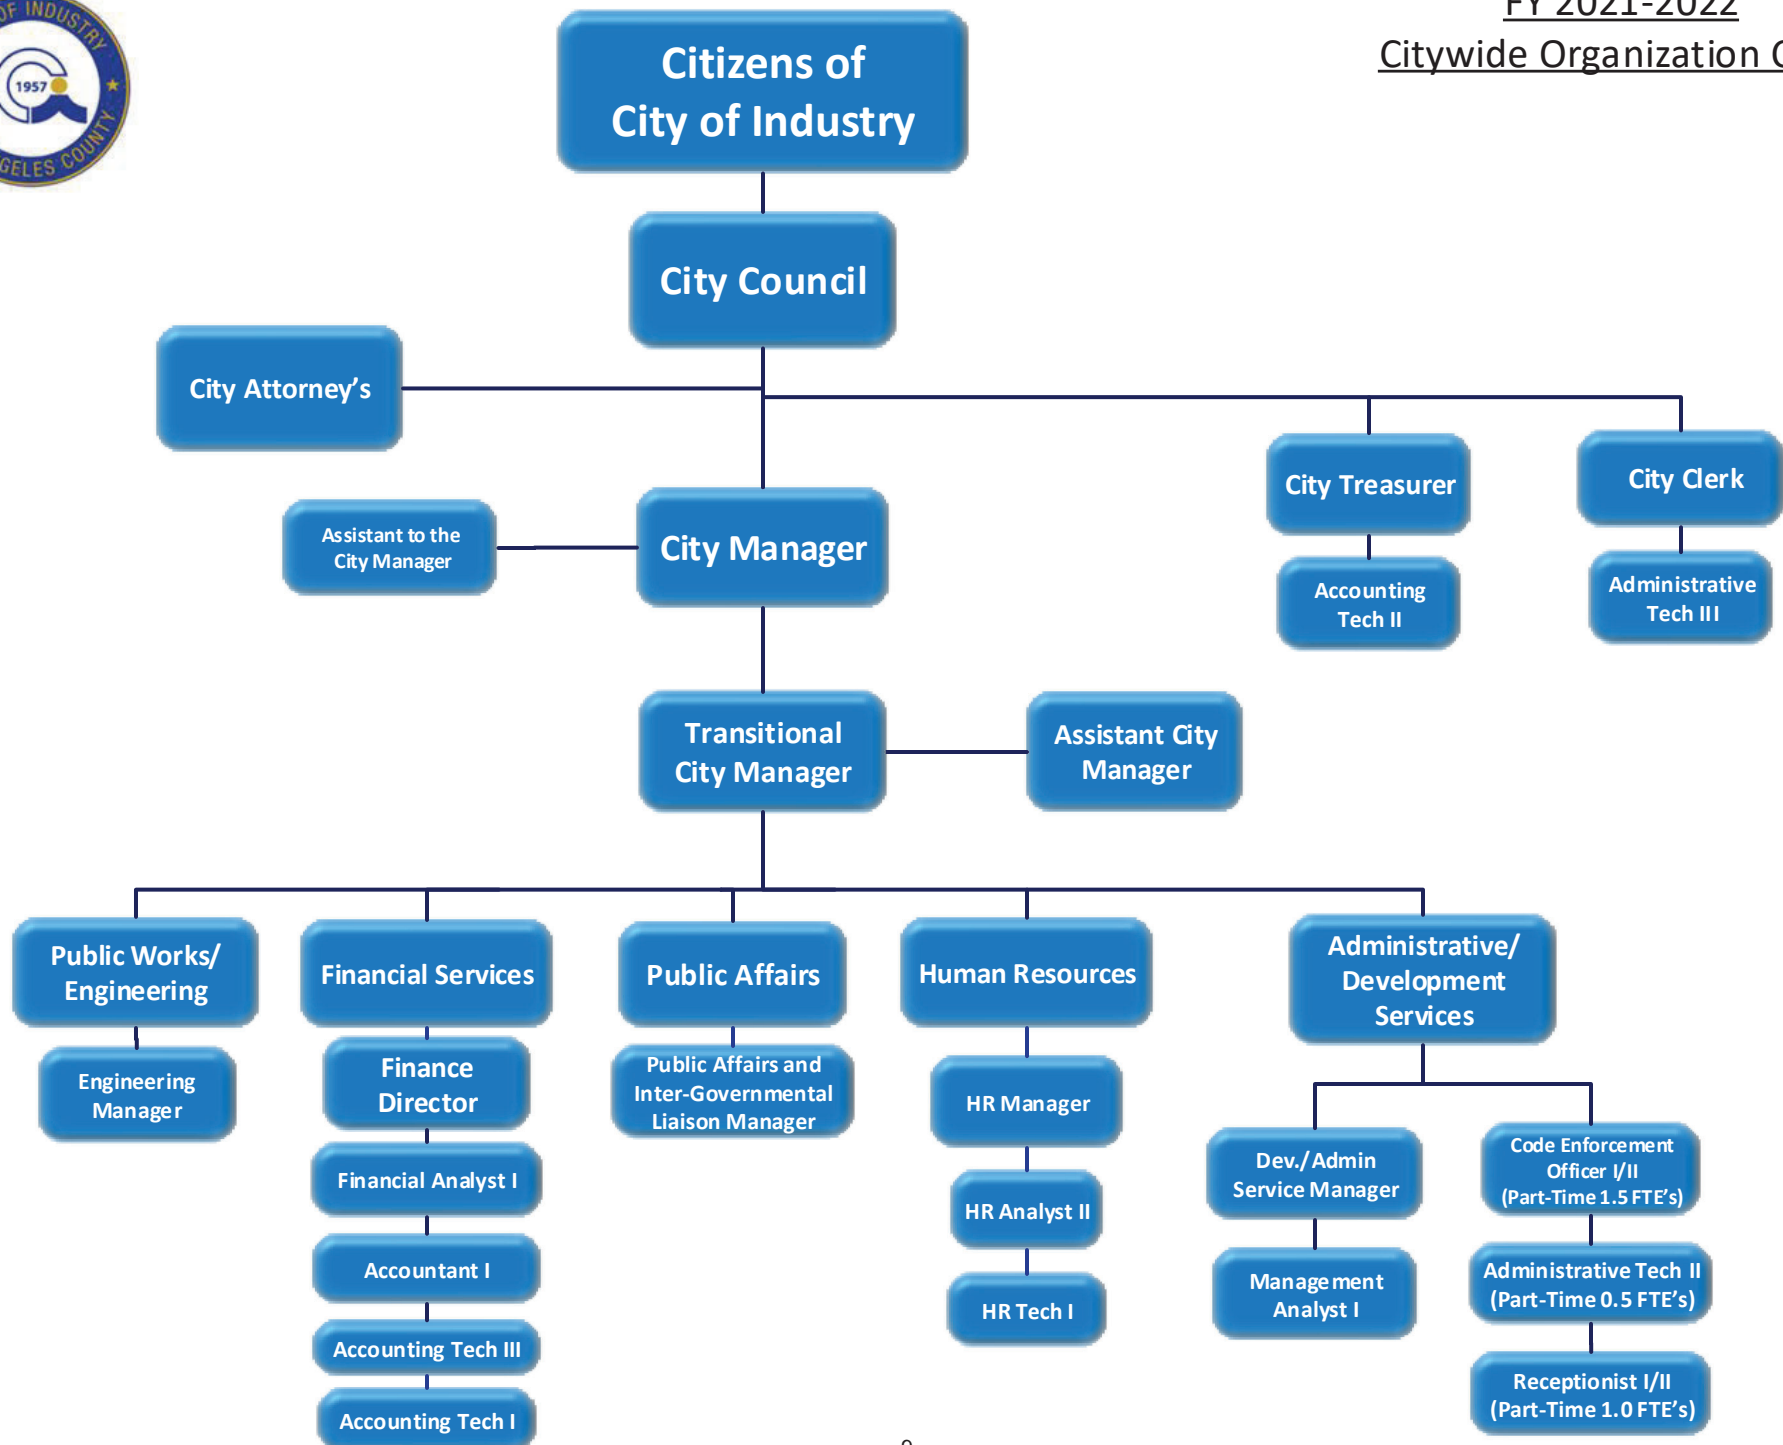 OF INDUSTRY
1957
GELES COUNTY
FY 2021-2022
Citywide Organization
Citizens of
City of Industry
City Council
City Attorney’s
City Treasurer
City Clerk
Assistant to the
City Manager
City Manager
Accounting
Tech II
Administrative
Tech III
Transitional
City Manager
Assistant City
Manager
Public Works/
Engineering
Financial Services
Public Affairs
Human Resources
Administrative/
Development
Services
Engineering
Manager
Finance
Director
Public Affairs and
Inter-Governmental
Liaison Manager
HR Manager
Dev./Admin
Service Manager
Code Enforcement
Officer I/II
(Part-Time 1.5 FTE’s)
Financial Analyst I
HR Analyst II
Accountant I
Management
Analyst I
Administrative Tech II
(Part-Time 0.5 FTE’s)
HR Tech I
Accounting Tech III
Receptionist I/II
(Part-Time 1.0 FTE’s)
Accounting Tech I